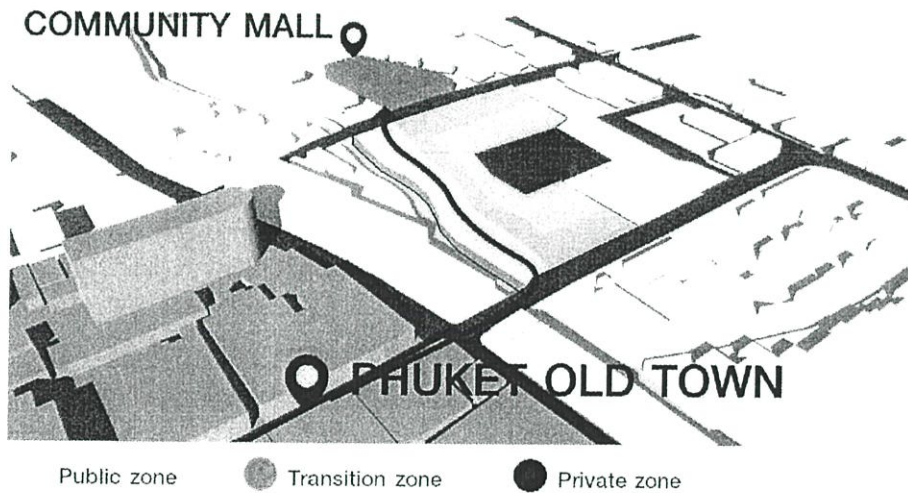 COMMUNITY MALL
PHUKET OLD TOWN
Public zone
Transition zone
Private zone